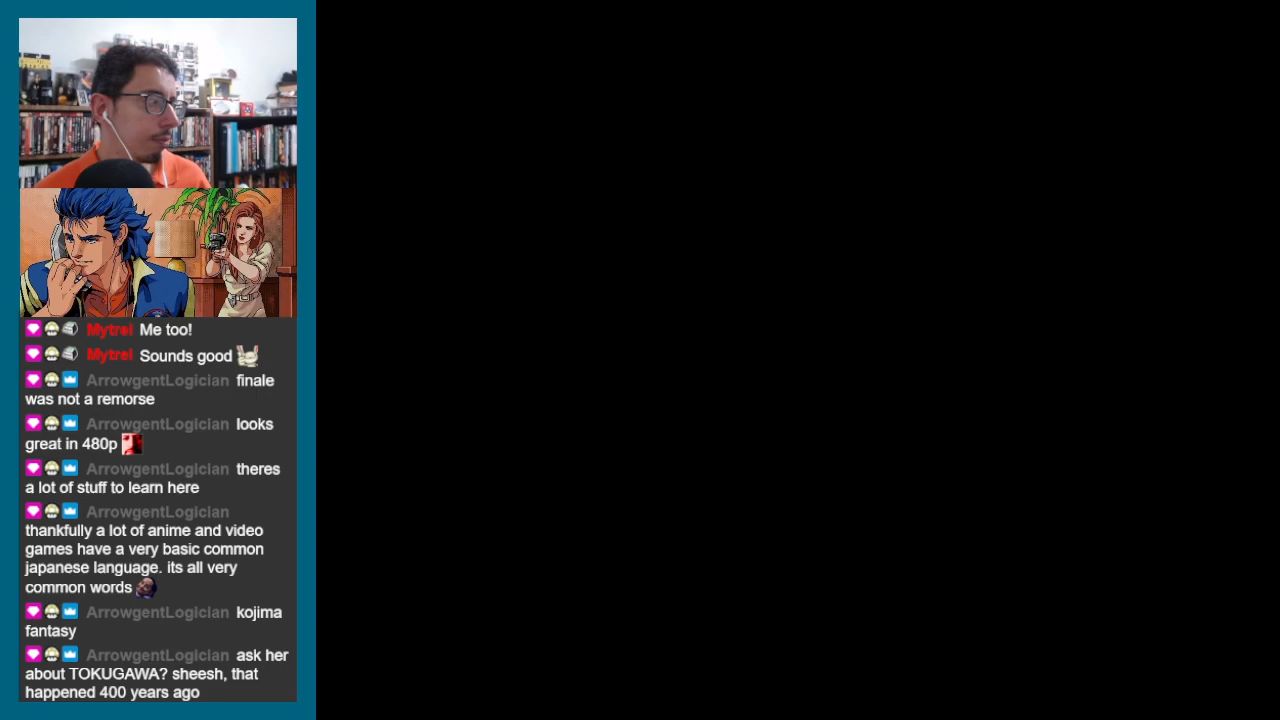 Mytrel Me too!
Mytrel Sounds good
ArrowgentLogician finale
was not a remorse
ArrowgentLogician looks
great in 480p
ArrowgentLogician theres
a lot of stuff to learn here
ArrowgentLogician
thankfully a lot of anime and video
games have a very basic common
japanese language. its all very
common words
ArrowgentLogician kojima
fantasy
ArrowgentLogician ask her
about TOKUGAWA? sheesh, that
happened 400 years ago